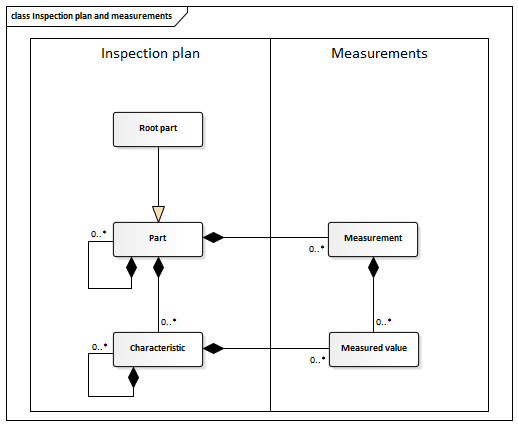 class Inspection plan and measurements
Inspection plan
Measurements
Root part
0..*
Part
Measurement
0..*
0..*
0..*
0..*
Characteristic
Measured value
0..*